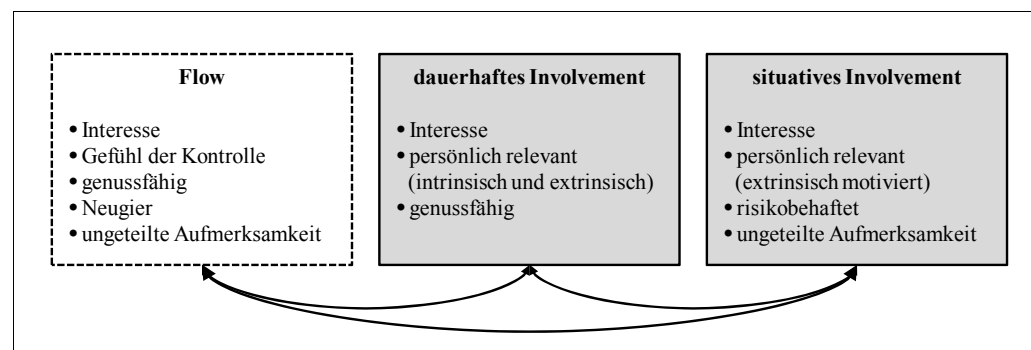 Flow
• Interesse
• Gefühl der Kontrolle
• genussfähig
• Neugier
• ungeteilte Aufmerksamkeit
dauerhaftes Involvement
• Interesse
• persönlich relevant
(intrinsisch und extrinsisch)
• genussfähig
situatives Involvement
• Interesse
• persönlich relevant
(extrinsisch motiviert)
• risikobehaftet
• ungeteilte Aufmerksamkeit